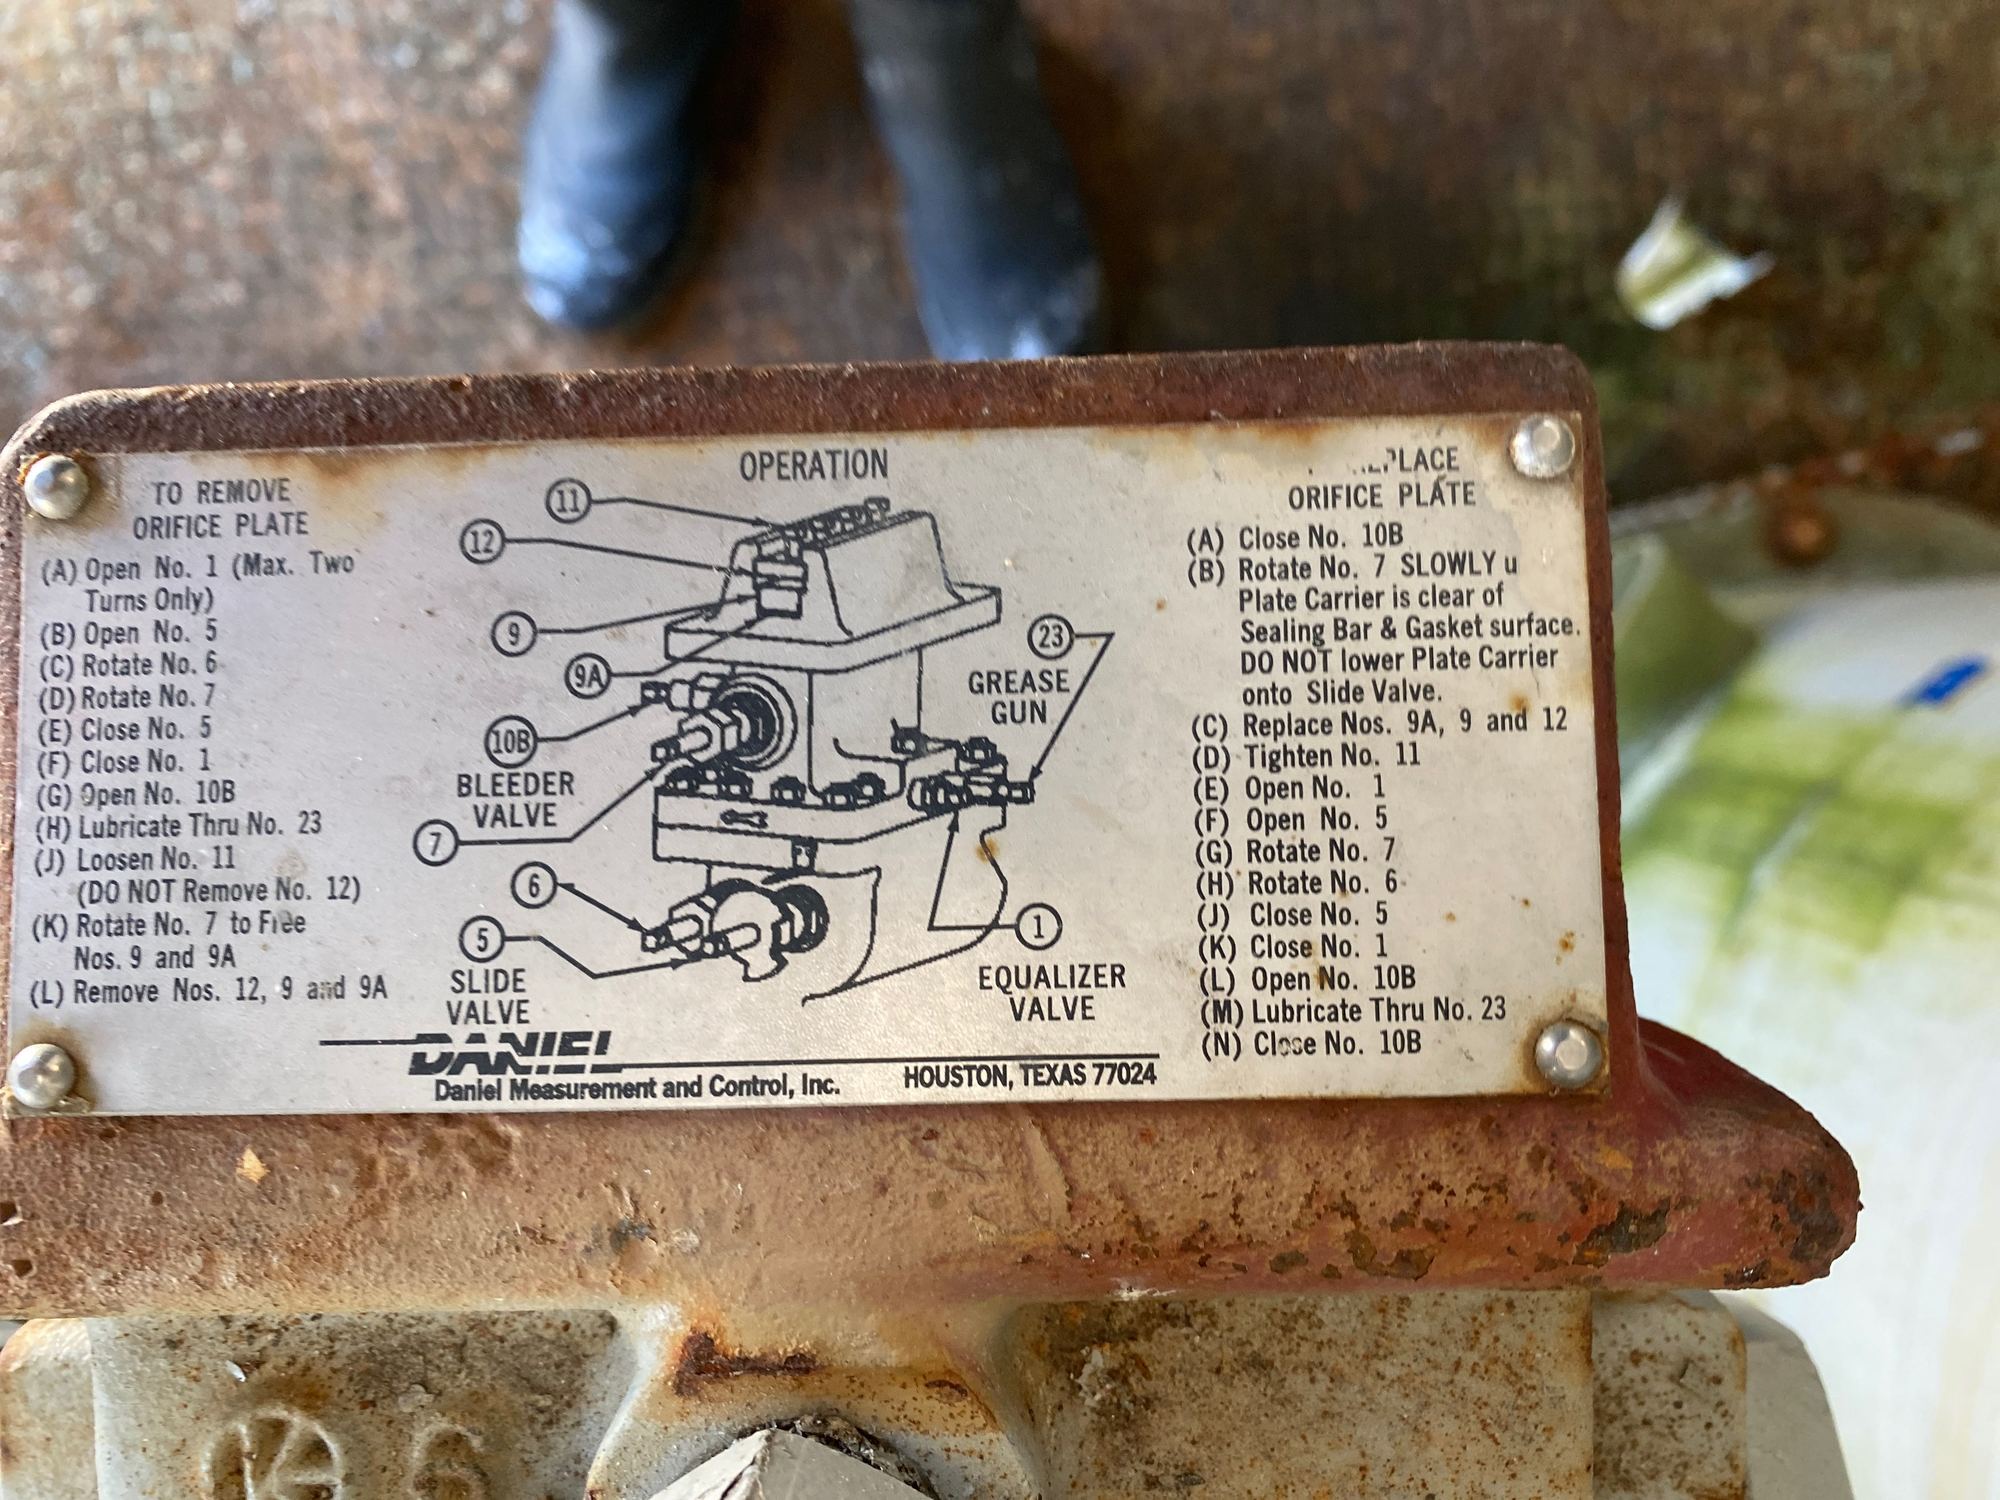 TO REMOVE
ORIFICE PLATE
(A) Open No. 1 (Max. Two
Turns Only)
(B) Open No. 5
(C) Rotate No. 6
(D) Rotate No. 7
(E) Close No. 5
(F) Close No. 1
(G) Open No. 10B
(H) Lubricate Thru No. 23
(J) Loosen No. 11
(DO NOT Remove No. 12)
(K) Rotate No. 7 to Free
Nos. 9 and 9A
(L) Remove Nos. 12, 9 and 9A
OPERATION
11
12
9
9A
10B
BLEEDER
VALVE
7
6
5
SLIDE
VALVE
23
GREASE
GUN
1
EQUALIZER
VALVE
DANIEL
Daniel Measurement and Control, Inc.
HOUSTON, TEXAS 77024
ORIFICE PLATE
(A) Close No. 10B
(B) Rotate No. 7 SLOWLY
Plate Carrier is clear of
Sealing Bar & Gasket surface.
DO NOT lower Plate Carrier
onto Slide Valve.
(C) Replace Nos. 9A, 9 and 12
(D) Tighten No. 11
(E) Open No. 1
(F) Open No. 5
(G) Rotate No. 7
(H) Rotate No. 6
(J) Close No. 5
(K) Close No. 1
(L) Open No. 10B
(M) Lubricate Thru No. 23
(N) Close No. 10B